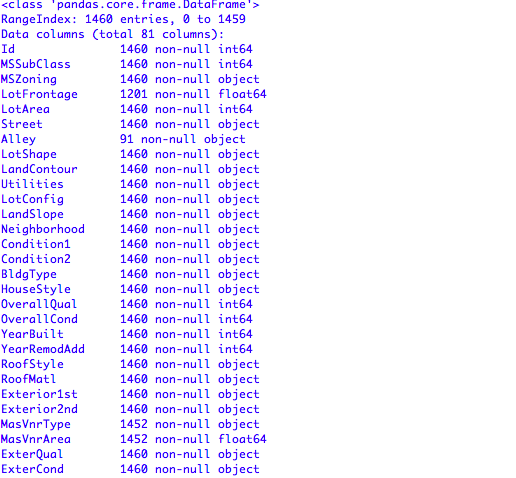 <class 'pandas.core.frame.DataFrame'>
RangeIndex: 1460 entries, 0 to 1459
Data columns (total 81 columns):
Id 1460 non-null int64
MSSubClass 1460 non-null int64
MSZoning 1460 non-null object
LotFrontage 1201 non-null float64
LotArea 1460 non-null int64
Street 1460 non-null object
Alley 91 non-null object
LotShape 1460 non-null object
LandContour 1460 non-null object
Utilities 1460 non-null object
LotConfig 1460 non-null object
LandSlope 1460 non-null object
Neighborhood 1460 non-null object
Condition1 1460 non-null object
Condition2 1460 non-null object
BldgType 1460 non-null object
HouseStyle 1460 non-null object
OverallQual 1460 non-null int64
OverallCond 1460 non-null int64
YearBuilt 1460 non-null int64
YearRemodAdd 1460 non-null int64
RoofStyle 1460 non-null object
RoofMatl 1460 non-null object
Exterior1st 1460 non-null object
Exterior2nd 1460 non-null object
MasVnrType 1452 non-null object
MasVnrArea 1452 non-null float64
ExterQual 1460 non-null object
ExterCond 1460 non-null object